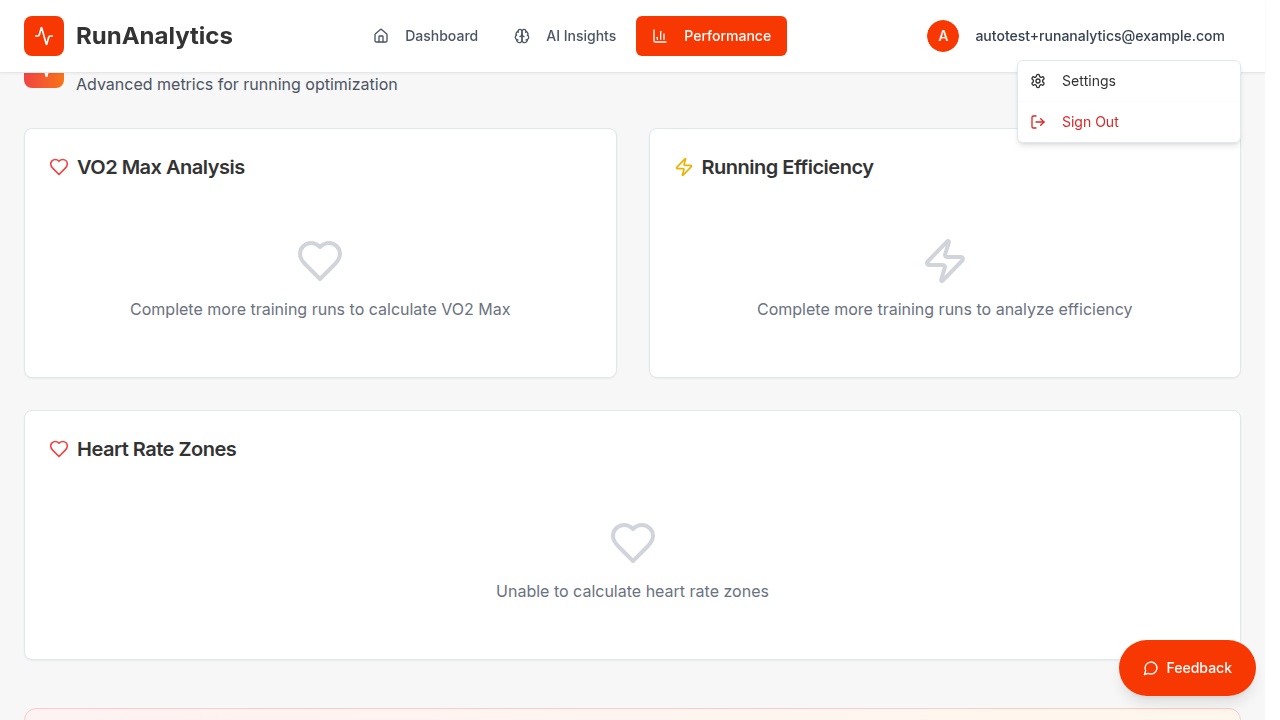 RunAnalytics
Dashboard
AI Insights
Performance
A
autotest+runanalytics@example.com
Settings
Sign Out
Advanced metrics for running optimization
VO2 Max Analysis
Complete more training runs to calculate VO2 Max
Running Efficiency
Complete more training runs to analyze efficiency
Heart Rate Zones
Unable to calculate heart rate zones
Feedback